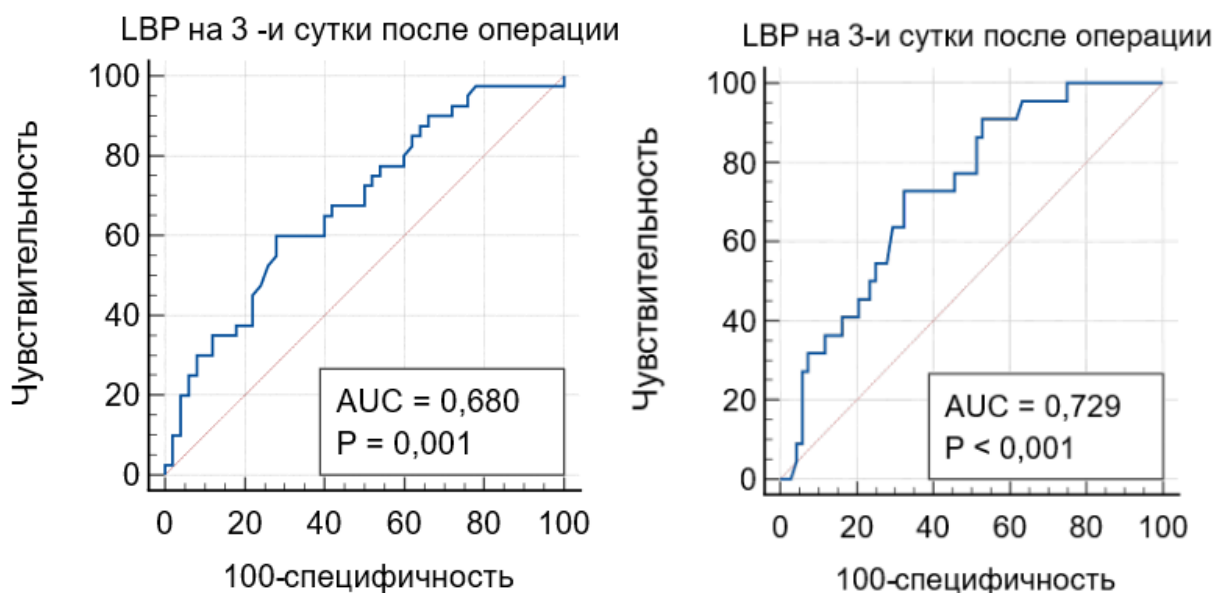 LBP на 3 -и сутки после операции
Чувствительность
100
80
60
40
20
0
AUC = 0,680
P = 0,001
0 20 40 60 80 100
100-специфичность
LBP на 3-и сутки после операции
Чувствительность
100
80
60
40
20
0
AUC = 0,729
P < 0,001
0 20 40 60 80 100
100-специфичность